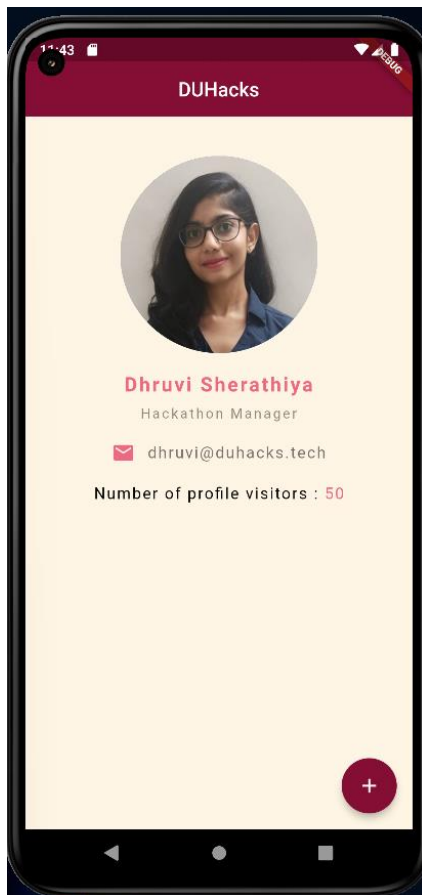 11:43
DEBUG
DUHacks
Dhruvi Sherathiya
Hackathon Manager
dhruvi@duhacks.tech
Number of profile visitors : 50
+